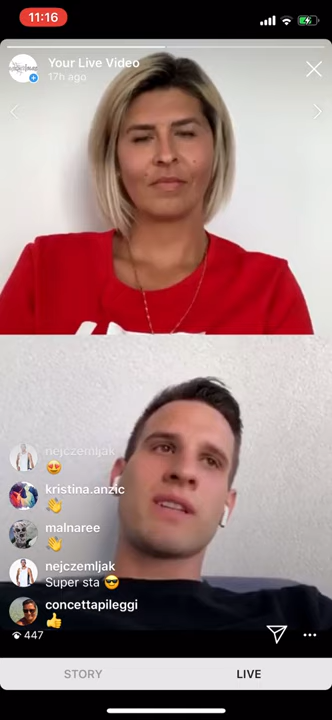 11:16
Your Live Video
17h ago
nejczemljak
😍
kristina.anzic
👋
malnaree
👋
nejczemljak
Super sta 😎
concettapileggi
👍
447
STORY
LIVE